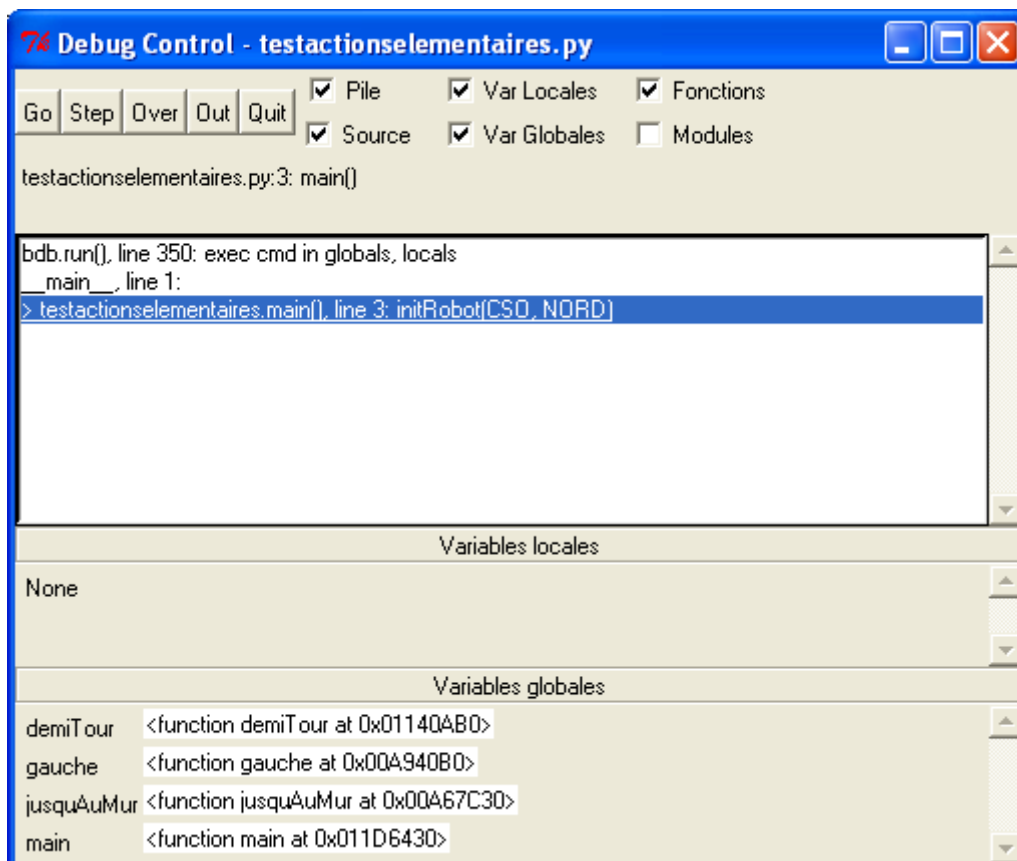 Debug Control - testactionselementaires.py
Go Step Over Out Quit
Pile Var Locales Fonctions
Source Var Globales Modules
testactionselementaires.py:3: main()
bdb.run(), line 350: exec cmd in globals, locals
__main__, line 1:
> testactionselementaires.main(), line 3: initRobot(CSO, NORD)
Variables locales
None
Variables globales
demiTour <function demiTour at 0x01140AB0>
gauche <function gauche at 0x00A940B0>
jusquAuMur <function jusquAuMur at 0x00A67C30>
main <function main at 0x011D6430>